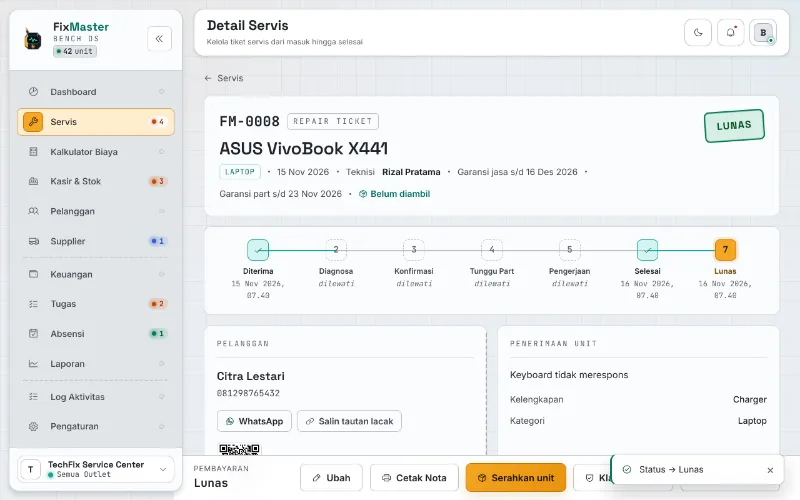 FixMaster
BENCH OS
42 unit
Dashboard
Servis 4
Kalkulator Biaya
Kasir & Stok 3
Pelanggan
Supplier 1
Keuangan
Tugas 2
Absensi 1
Laporan
Log Aktivitas
Pengaturan
T TechFix Service Center
Semua Outlet
Detail Servis
Kelola tiket servis dari masuk hingga selesai
B
← Servis
FM-0008 REPAIR TICKET
LUNAS
ASUS VivoBook X441
LAPTOP • 15 Nov 2026 • Teknisi Rizal Pratama • Garansi jasa s/d 16 Des 2026 •
Garansi part s/d 23 Nov 2026 • Belum diambil
2 3 4 5 7
Diterima Diagnosa Konfirmasi Tunggu Part Pengerjaan Selesai Lunas
15 Nov 2026, 07.40 dilewati dilewati dilewati dilewati 16 Nov 2026, 07.40 16 Nov 2026, 07.40
PELANGGAN
Citra Lestari
081298765432
WhatsApp Salin tautan lacak
PENERIMAAN UNIT
Keyboard tidak merespons
Kelengkapan Charger
Kategori Laptop
PEMBAYARAN
Lunas
Ubah Cetak Nota Serahkan unit
Status → Lunas